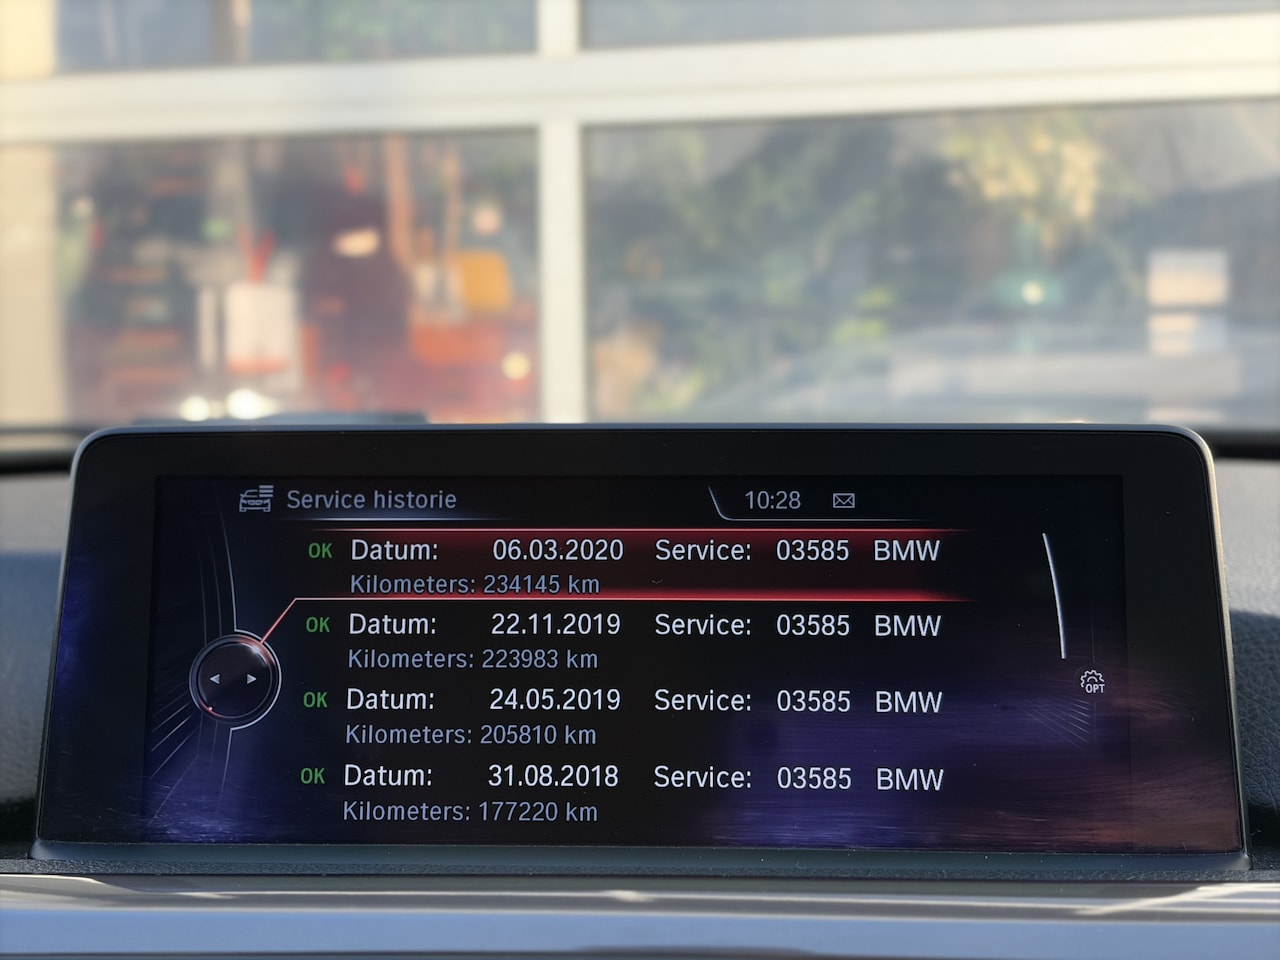 Service historie 10:28
OK Datum: 06.03.2020 Service: 03585 BMW
Kilometers: 234145 km
OK Datum: 22.11.2019 Service: 03585 BMW
Kilometers: 223983 km
OK Datum: 24.05.2019 Service: 03585 BMW
Kilometers: 205810 km
OPT
OK Datum: 31.08.2018 Service: 03585 BMW
Kilometers: 177220 km